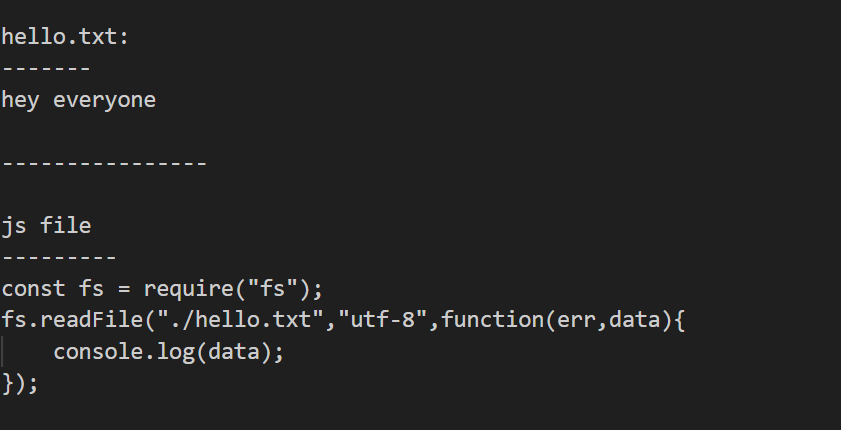 hello.txt:
-------
hey everyone
----------------
js file
---------
const fs = require("fs");
fs.readFile("./hello.txt","utf-8",function(err,data){
    console.log(data);
});